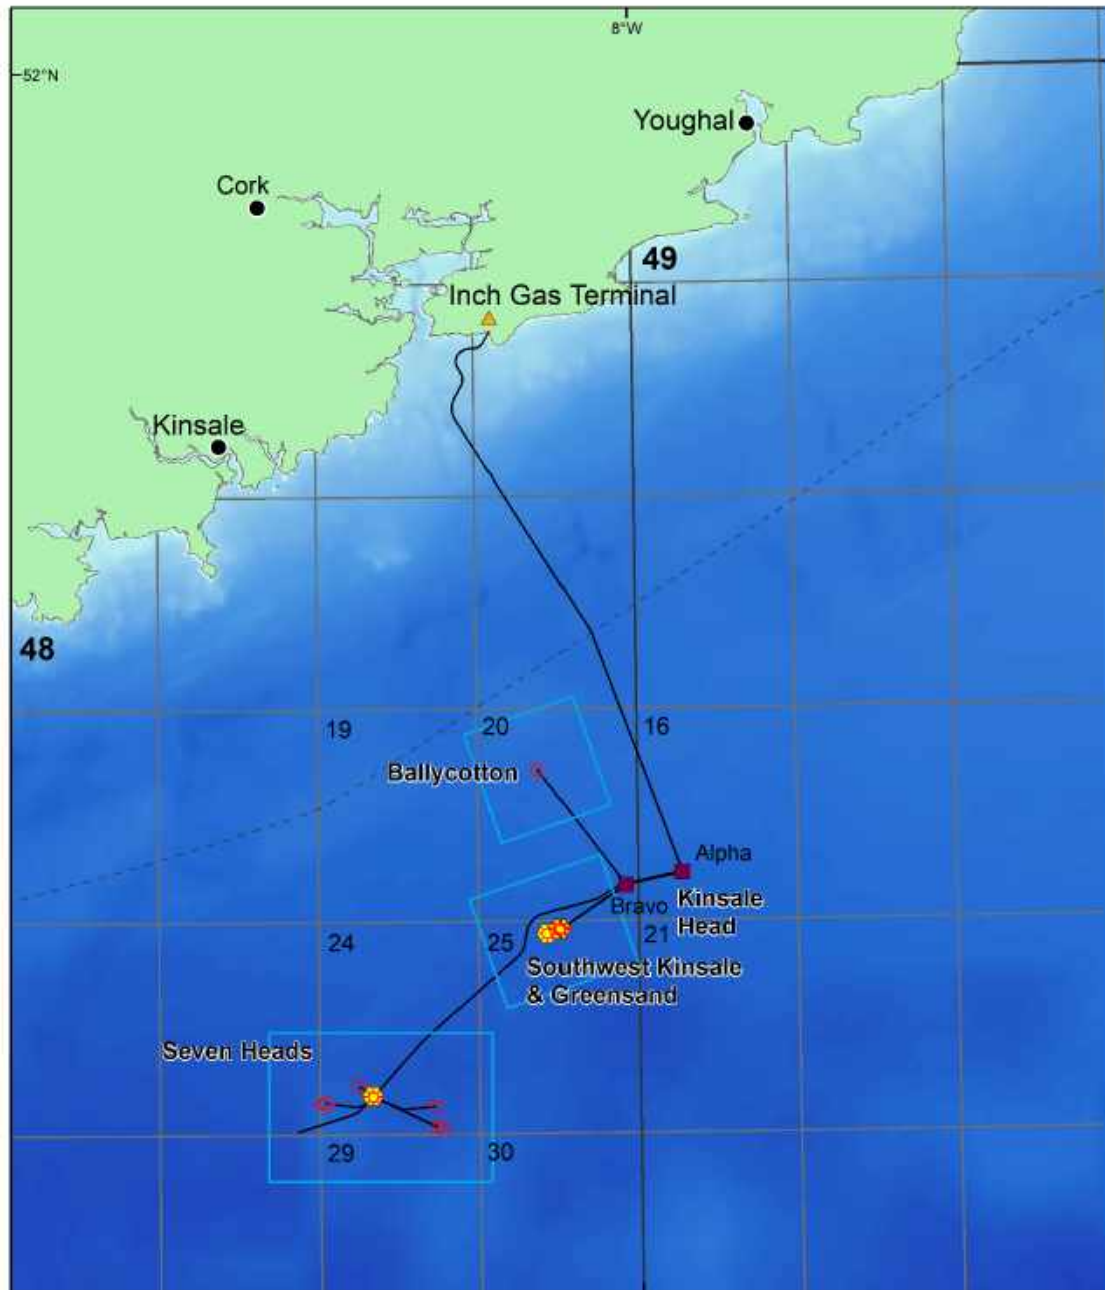 8°W
52°N
Youghal
Cork
49
Inch Gas Terminal
Kinsale
48
19
20
16
Ballycotton
Alpha
Kinsale
Head
Bravo
24
25
21
Southwest Kinsale
& Greensand
Seven Heads
29
30